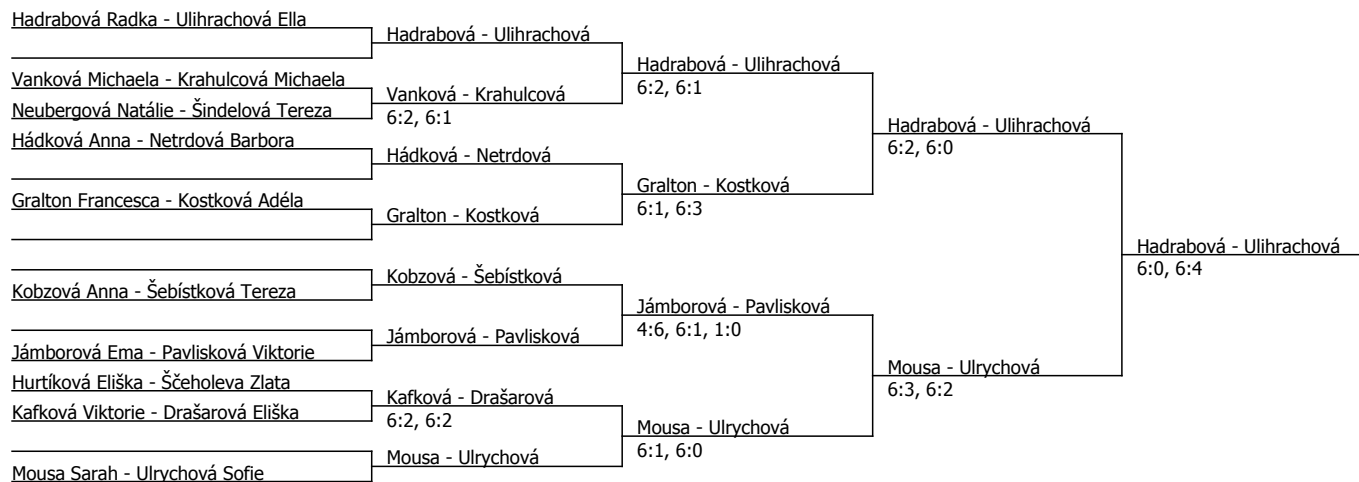 Hadrabová Radka - Ulihrachová Ella
Hadrabová - Ulihrachová
Hadrabová - Ulihrachová
6:2, 6:1
Vanková Michaela - Krahulcová Michaela
Vanková - Krahulcová
6:2, 6:1
Neubergová Natálie - Šindelová Tereza
Hadrabová - Ulihrachová
6:2, 6:0
Hádková Anna - Netrdová Barbora
Hádková - Netrdová
Gralton - Kostková
6:1, 6:3
Gralton Francesca - Kostková Adéla
Gralton - Kostková
Hadrabová - Ulihrachová
6:0, 6:4
Kobzová - Šebístková
Kobzová Anna - Šebístková Tereza
Jámborová - Pavlisková
4:6, 6:1, 1:0
Jámborová - Pavlisková
Jámborová Ema - Pavlisková Viktorie
Mousa - Ulrychová
6:3, 6:2
Hurtíková Eliška - Ščeholeva Zlata
Kafková - Drašarová
6:2, 6:2
Kafková Viktorie - Drašarová Eliška
Mousa - Ulrychová
6:1, 6:0
Mousa - Ulrychová
Mousa Sarah - Ulrychová Sofie